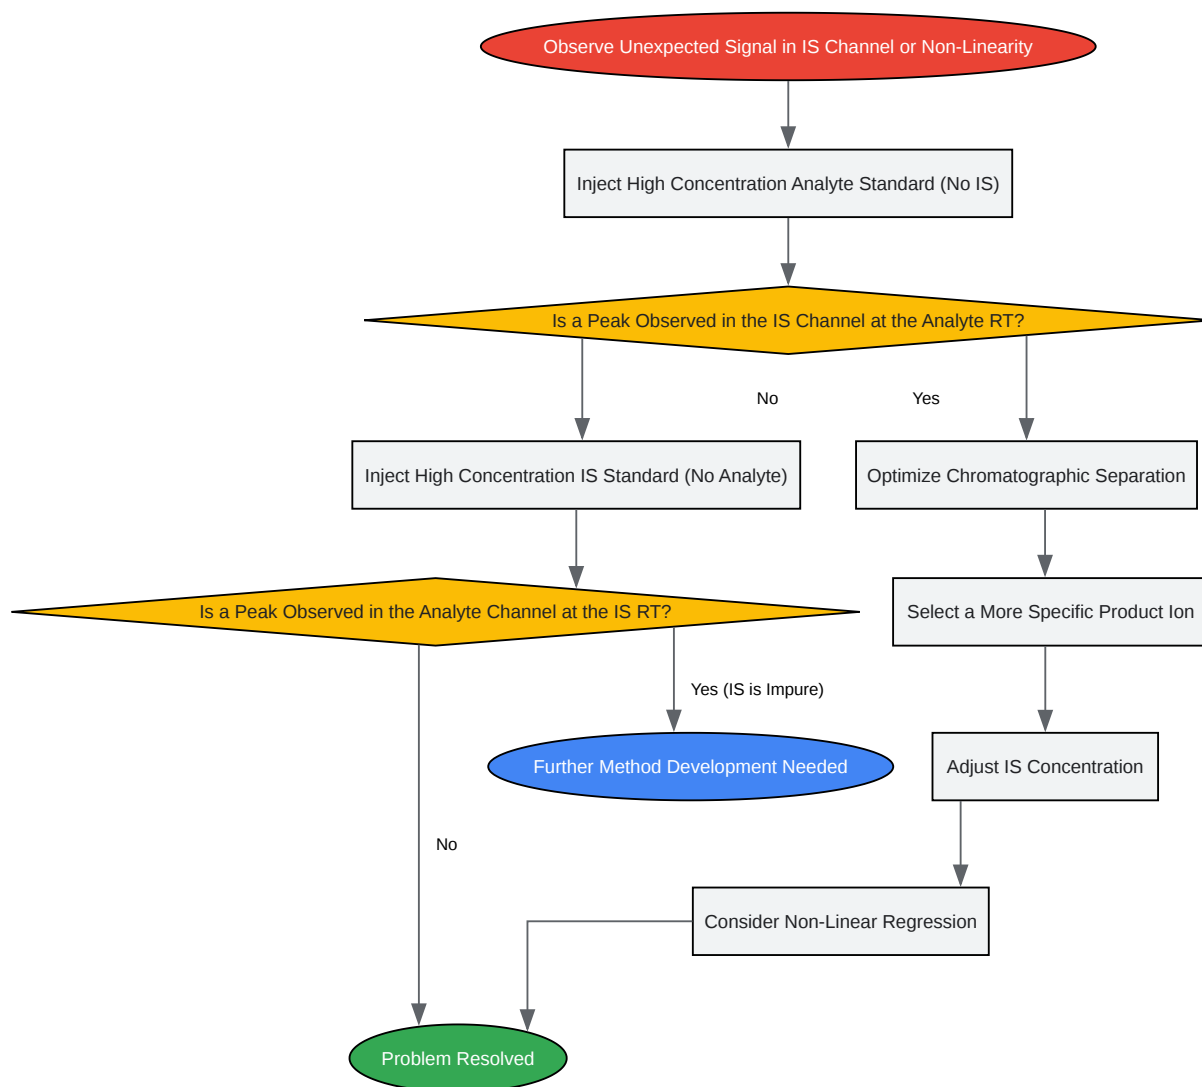 Observe Unexpected Signal in IS Channel or Non-Linearity
Inject High Concentration Analyte Standard (No IS)
Is a Peak Observed in the IS Channel at the Analyte RT?
No
Yes
Inject High Concentration IS Standard (No Analyte)
Optimize Chromatographic Separation
Is a Peak Observed in the Analyte Channel at the IS RT?
Select a More Specific Product Ion
Yes (IS is Impure)
Further Method Development Needed
Adjust IS Concentration
No
Consider Non-Linear Regression
Problem Resolved